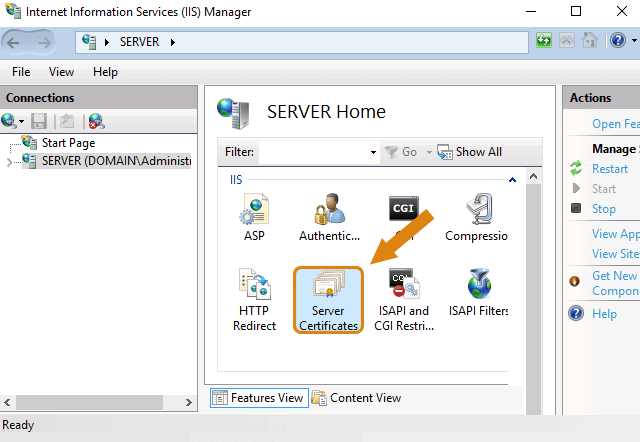 Internet Information Services (IIS) Manager
SERVER
File View Help
Connections
Start Page
SERVER (DOMAIN\Administr
SERVER Home
Filter: Go Show All
IIS
ASP Authentic... Compressio
HTTP Redirect
Server Certificates
ISAPI and CGI Restri...
ISAPI Filters
Features View Content View
Actions
Open Fea
Manage S
Restart
Start
Stop
View App
View Site
Get New
Compon
Help
Ready